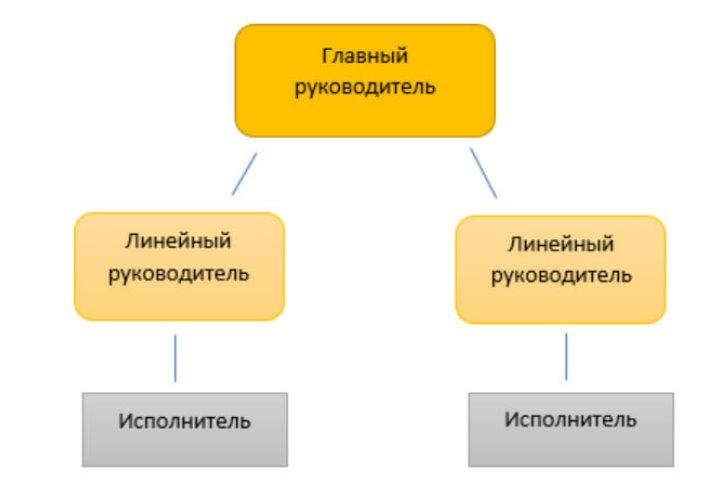 Главный
руководитель
Линейный
руководитель
Линейный
руководитель
Исполнитель
Исполнитель